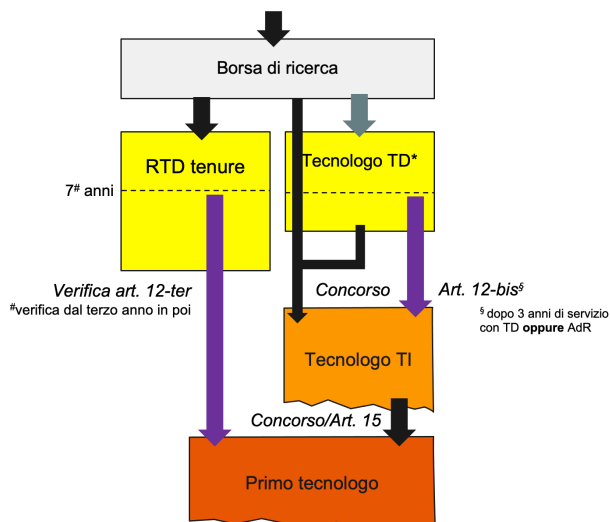 Borsa di ricerca
RTD tenure
Tecnologo TD*
7# anni
Verifica art. 12-ter
#verifica dal terzo anno in poi
Concorso
Art. 12-bis§
§ dopo 3 anni di servizio
con TD oppure AdR
Tecnologo TI
Concorso/Art. 15
Primo tecnologo